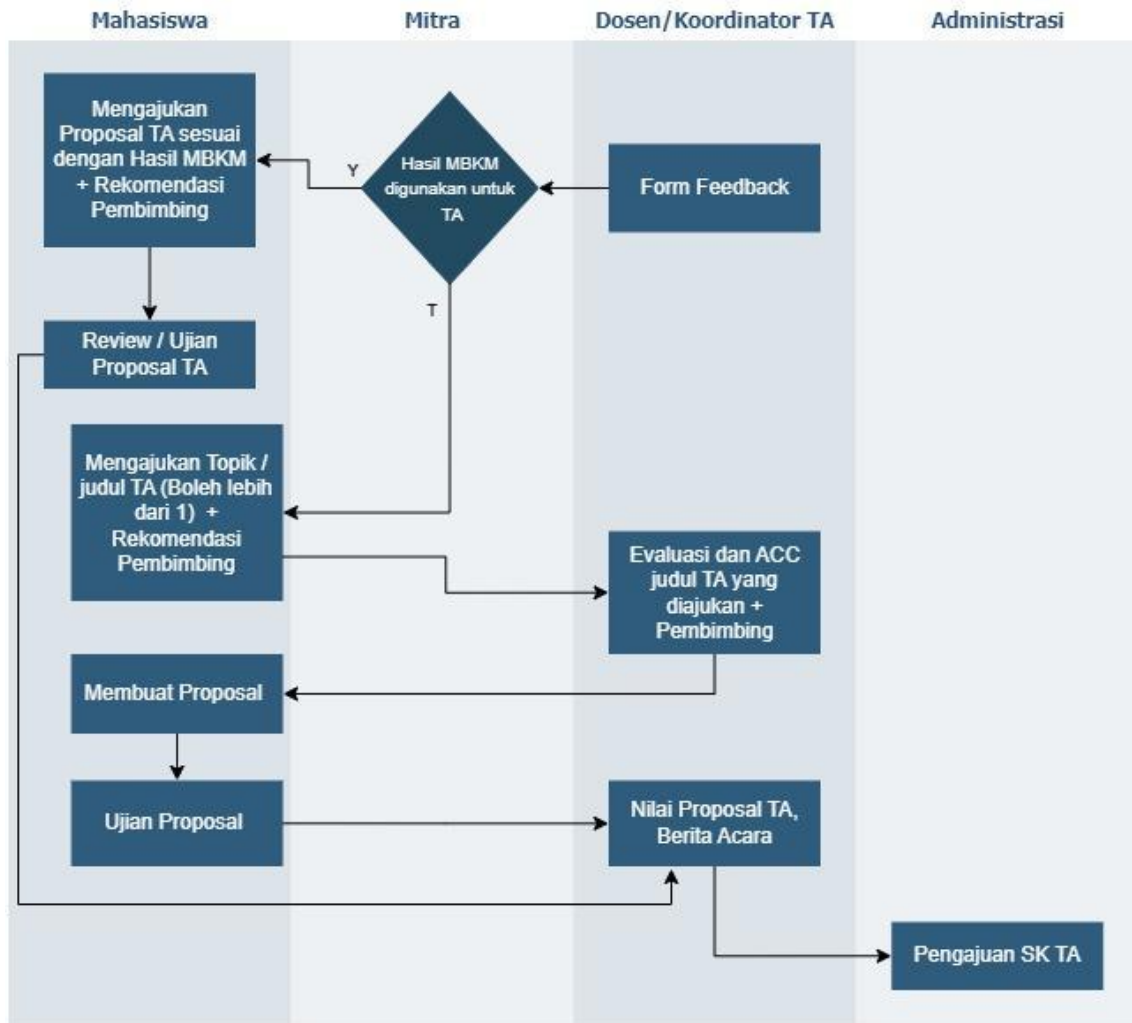 Mahasiswa
Mitra
Dosen/Koordinator TA
Administrasi
Mengajukan
Proposal TA sesuai
dengan Hasil MBKM
+ Rekomendasi
Pembimbing
Y
Hasil MBKM
digunakan untuk
TA
Form Feedback
T
Review / Ujian
Proposal TA
Mengajukan Topik /
judul TA (Boleh lebih
dari 1) +
Rekomendasi
Pembimbing
Evaluasi dan ACC
judul TA yang
diajukan +
Pembimbing
Membuat Proposal
Ujian Proposal
Nilai Proposal TA,
Berita Acara
Pengajuan SK TA